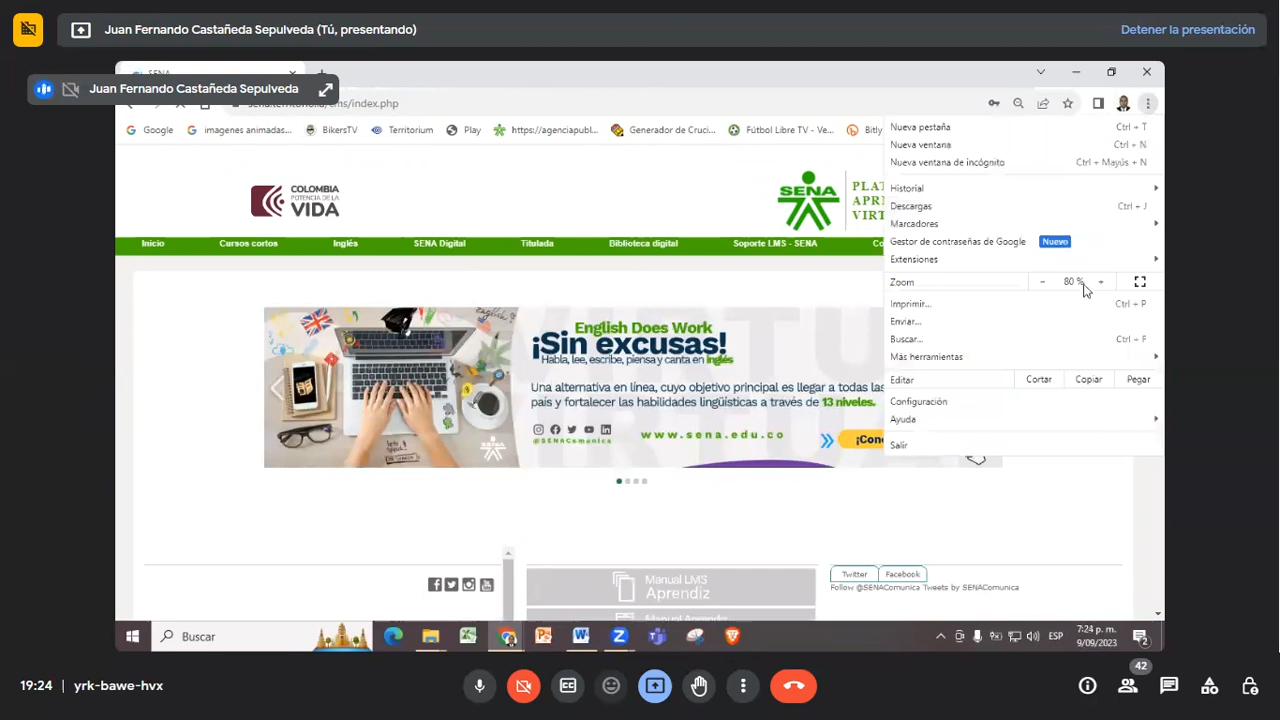 Juan Fernando Castañeda Sepulveda (Tú, presentando)
Detener la presentación
Juan Fernando Castañeda Sepulveda
/index.php
Google
imagenes animadas...
BikersTV
Territorium
Play
https://agenciapubl...
Generador de Cruci...
Fútbol Libre TV - Ve...
Bitly
Nueva pestaña Ctrl + T
Nueva ventana Ctrl + N
Nueva ventana de incógnito Ctrl + Mayús + N
Historial
Descargas Ctrl + J
Marcadores
Gestor de contraseñas de Google Nuevo
Extensiones
Zoom - 80 % +
Imprimir... Ctrl + P
Enviar...
Buscar... Ctrl + F
Más herramientas
Editar Cortar Copiar Pegar
Configuración
Ayuda
Salir
COLOMBIA
POTENCIA DE LA
VIDA
SENA
Inicio
Cursos cortos
Inglés
SENA Digital
Titulada
Biblioteca digital
Soporte LMS - SENA
English Does Work
¡Sin excusas!
Habla, lee, escribe, piensa y canta en inglés
Una alternativa en línea, cuyo objetivo principal es llegar a todas las
país y fortalecer las habilidades lingüísticas a través de 13 niveles.
@SENAComunica
www.sena.edu.co
Manual LMS
Aprendiz
Twitter
Facebook
Follow @SENAComunica Tweets by SENAComunica
Buscar
ESP
7:24 p. m.
9/09/2023
2
19:24 | yrk-bawe-hvx
42